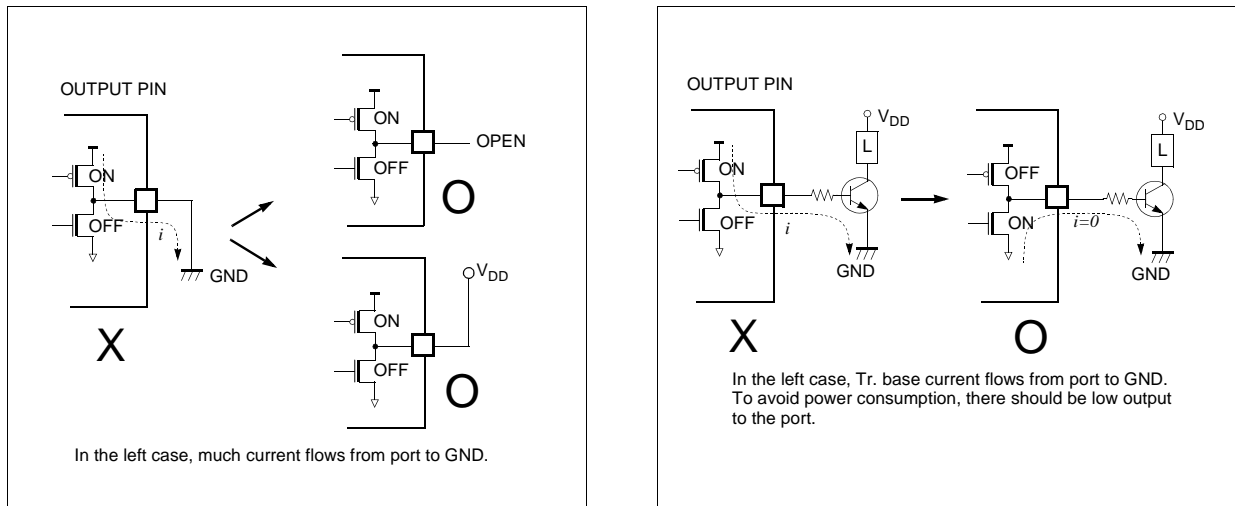 OUTPUT PIN
ON
OFF
i
GND
X
ON
OFF
OPEN
O
VDD
ON
OFF
O
In the left case, much current flows from port to GND.
OUTPUT PIN
VDD
L
ON
OFF
i
GND
X
VDD
L
OFF
ON
i=0
GND
O
In the left case, Tr. base current flows from port to GND.
To avoid power consumption, there should be low output
to the port.